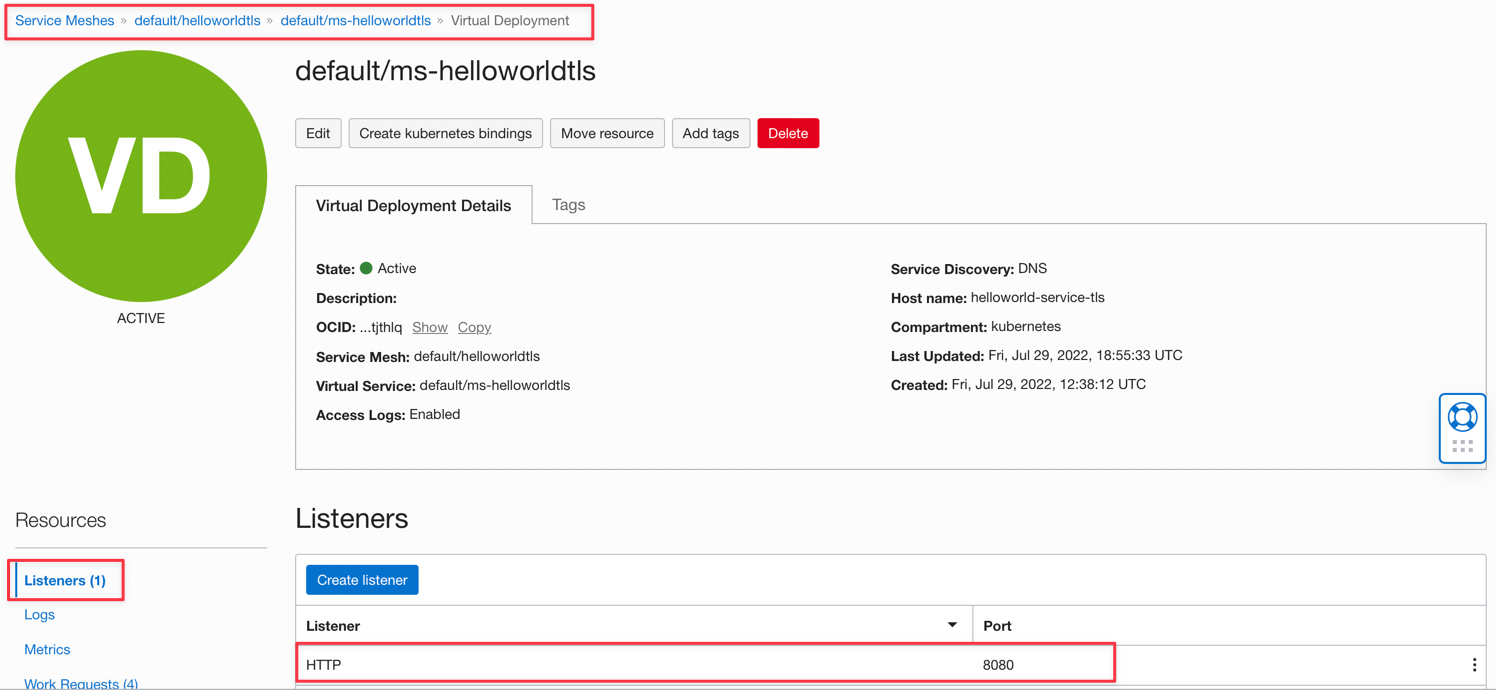 Service Meshes » default/helloworldtls » default/ms-helloworldtls » Virtual Deployment
VD
ACTIVE
default/ms-helloworldtls
Edit Create kubernetes bindings Move resource Add tags Delete
Virtual Deployment Details Tags
State: Active
Description:
OCID: ...tjthlq Show Copy
Service Mesh: default/helloworldtls
Virtual Service: default/ms-helloworldtls
Access Logs: Enabled
Service Discovery: DNS
Host name: helloworld-service-tls
Compartment: kubernetes
Last Updated: Fri, Jul 29, 2022, 18:55:33 UTC
Created: Fri, Jul 29, 2022, 12:38:12 UTC
Resources
Listeners (1)
Logs
Metrics
Work Requests (4)
Listeners
Create listener
Listener Port
HTTP 8080